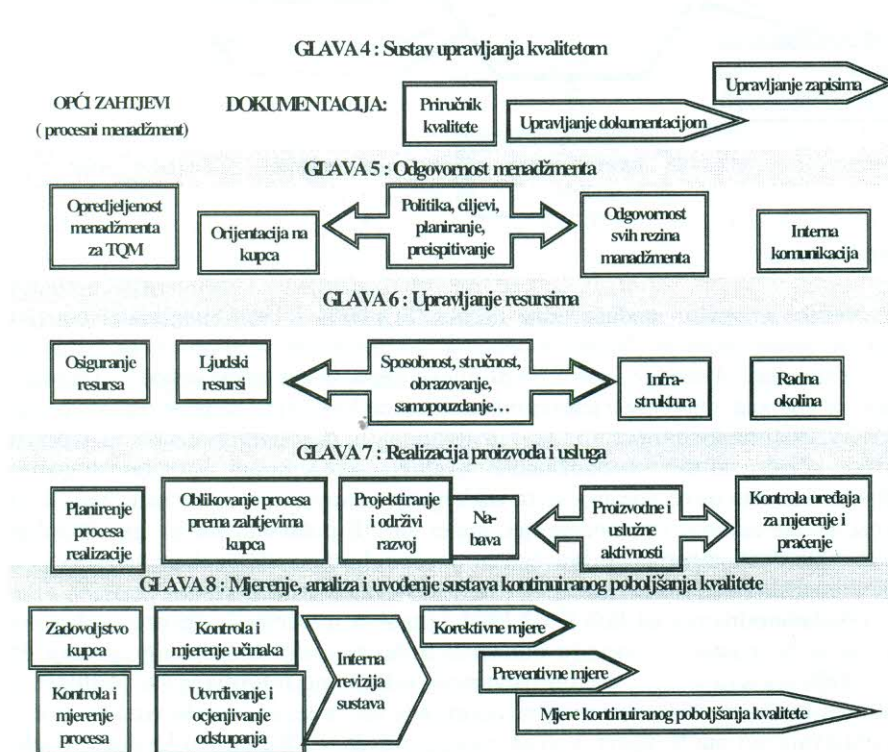 GLAVA 4 : Sustav upravljanja kvalitetom
OPĆI ZAHTJEVI
( procesni menadžment)
DOKUMENTACIJA:
Priručnik
kvalitete
Upravljanje dokumentacijom
Upravljanje zapisima
GLAVA 5 : Odgovornost menadžmenta
Opredjeljenost
menadžmenta
za TQM
Orijentacija na
kupca
Politika, ciljevi,
planiranje,
preispitivanje
Odgovornost
svih rezina
manadžmenta
Interna
komunikacija
GLAVA 6 : Upravljanje resursima
Osiguranje
resursa
Ljudski
resursi
Sposobnost, stručnost,
obrazovanje,
samopouzdanje…
Infra-
struktura
Radna
okolina
GLAVA 7 : Realizacija proizvoda i usluga
Planirenje
procesa
realizacije
Oblikovanje procesa
prema zahtjevima
kupca
Projektiranje
i održivi
razvoj
Na-
bava
Proizvodne i
uslužne
aktivnosti
Kontrola uređaja
za mjerenje i
praćenje
GLAVA 8 : Mjerenje, analiza i uvođenje sustava kontinuiranog poboljšanja kvalitete
Zadovoljstvo
kupca
Kontrola i
mjerenje učinaka
Kontrola i
mjerenje
procesa
Utvrđivanje i
ocjenjivanje
odstupanja
Interna
revizija
sustava
Korektivne mjere
Preventivne mjere
Mjere kontinuiranog poboljšanja kvalitete